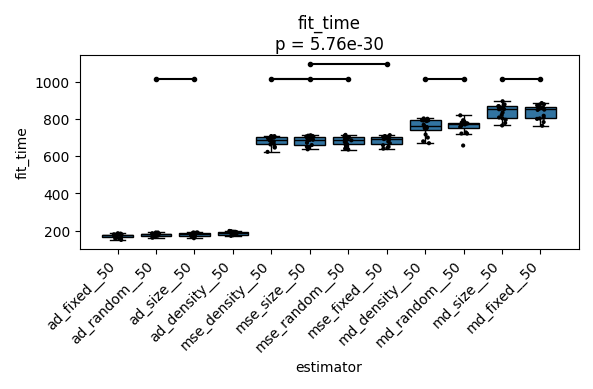 fit_time
p = 5.76e-30
fit_time
1000
800
600
400
200
ad_fixed__50
ad_random__50
ad_size__50
ad_density__50
mse_density__50
mse_size__50
mse_random__50
mse_fixed__50
md_density__50
md_random__50
md_size__50
md_fixed__50
estimator